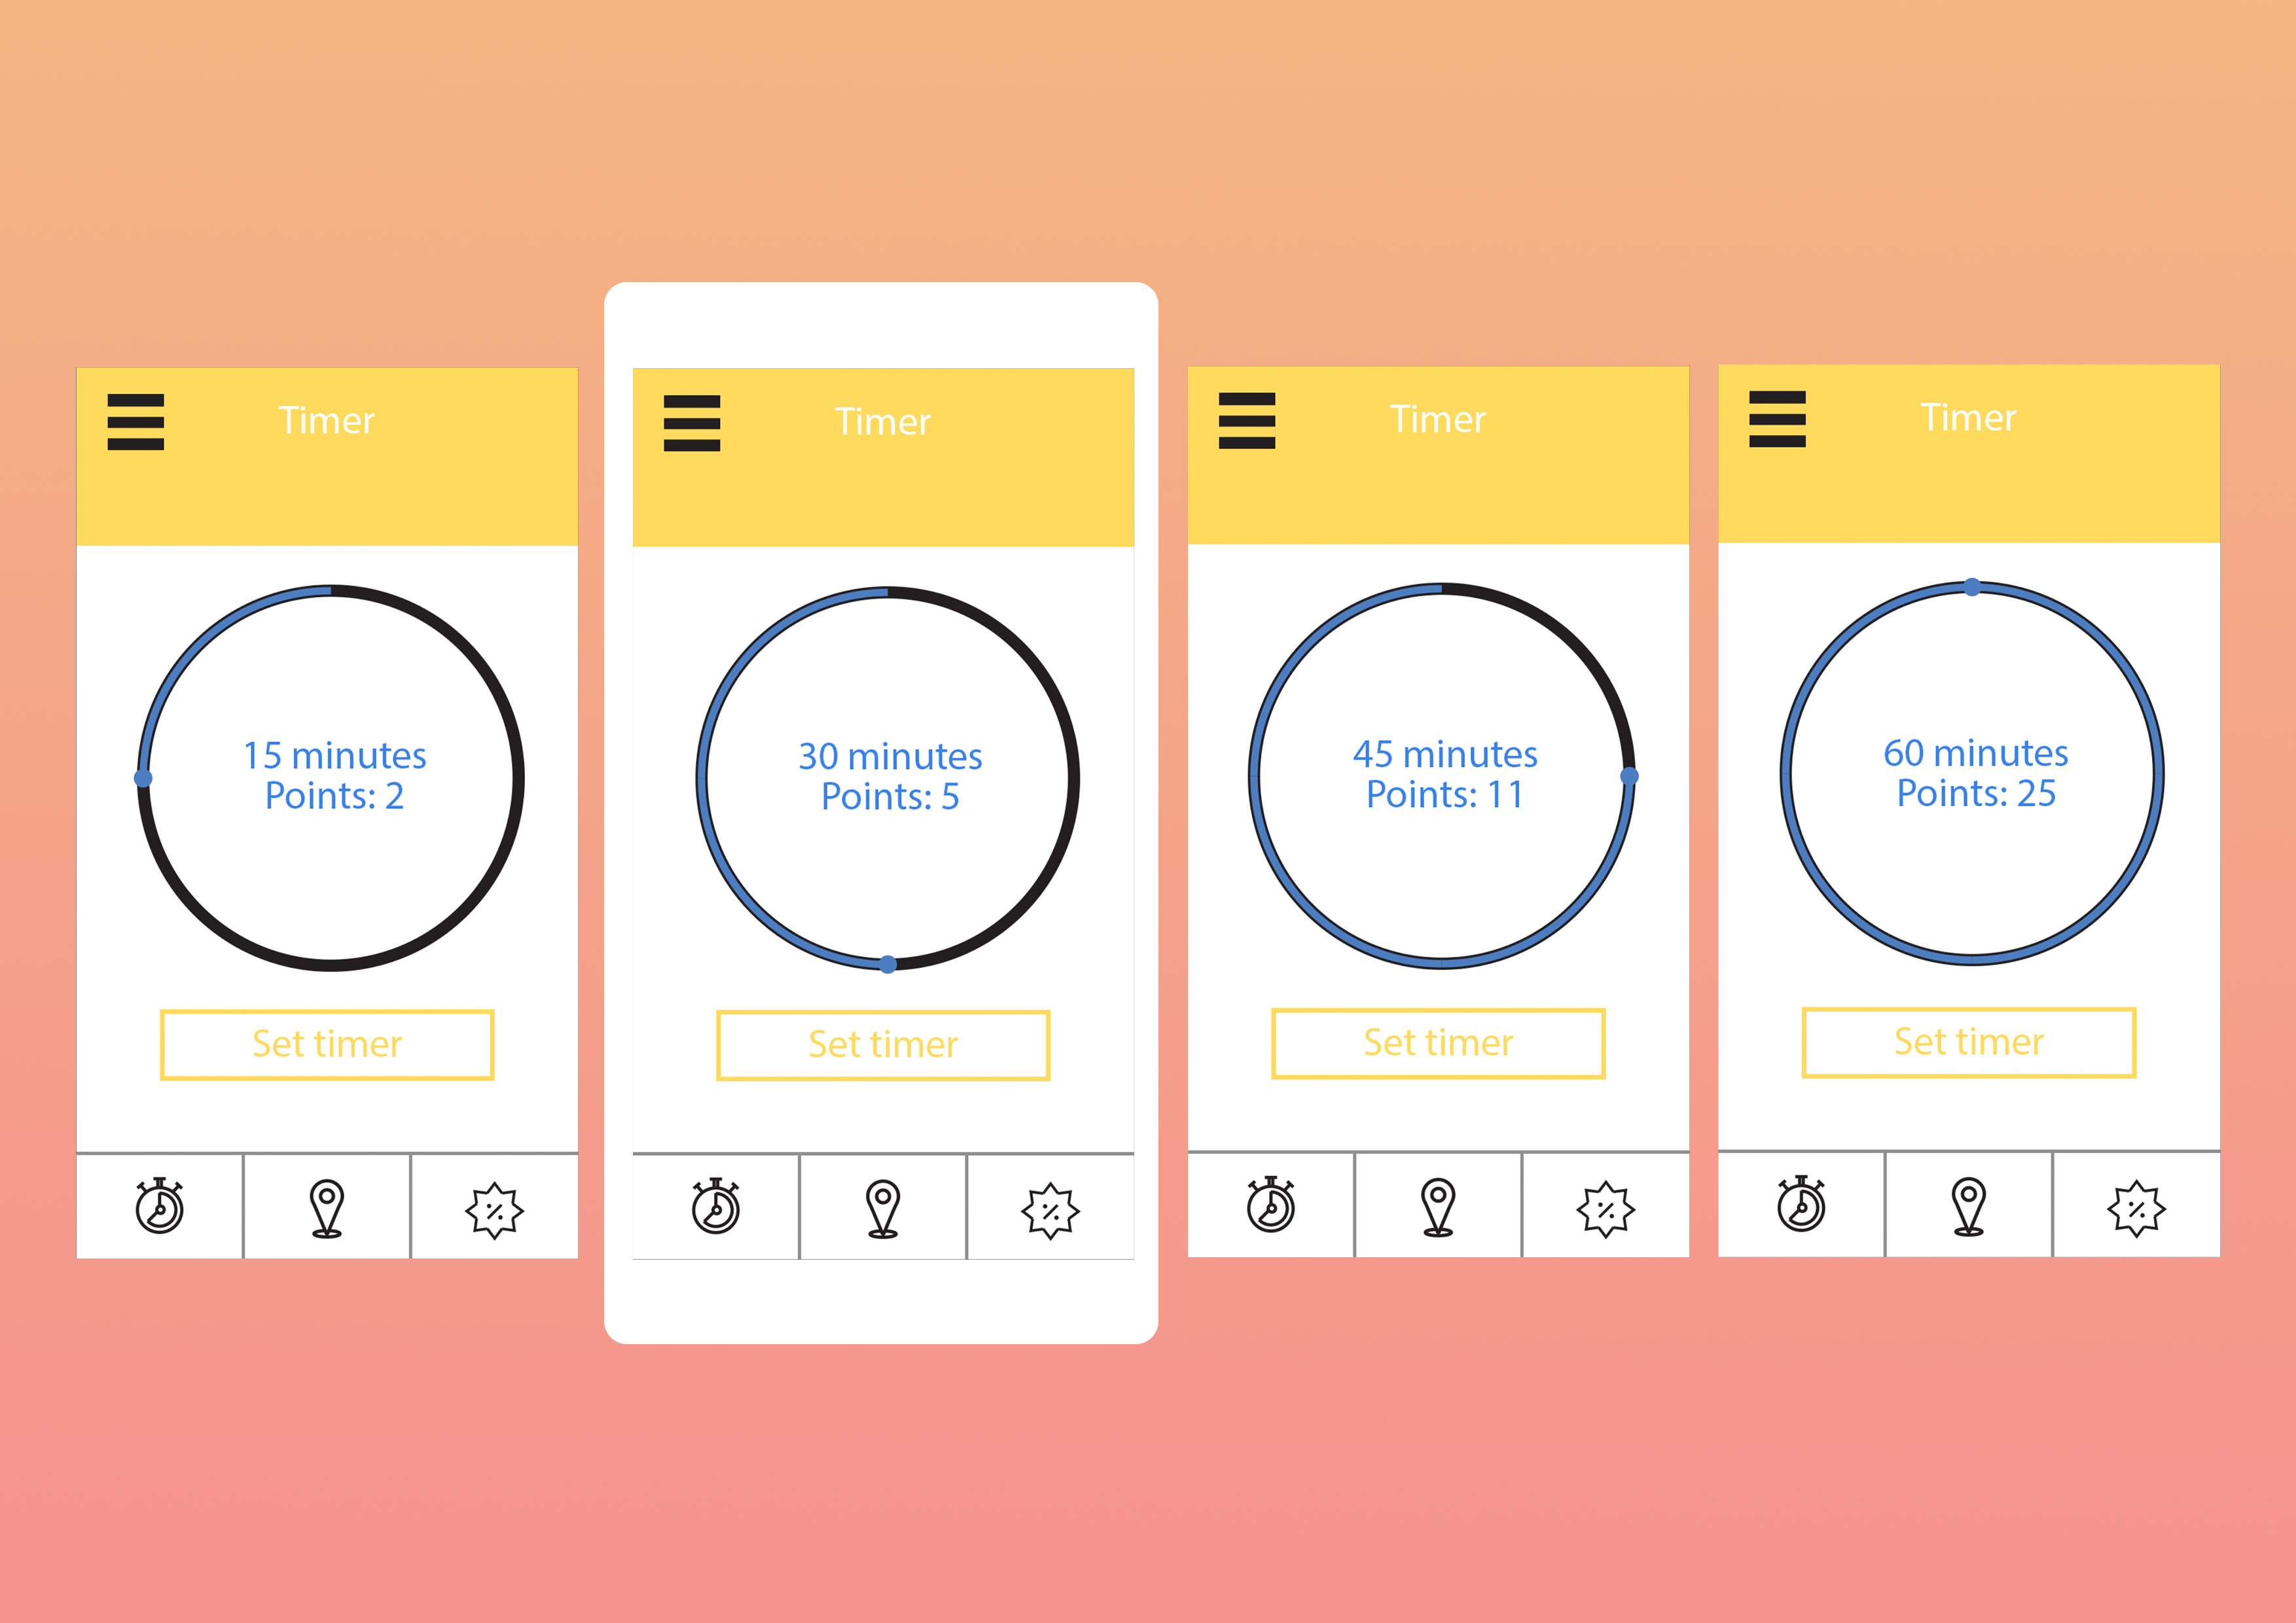 Timer
15 minutes
Points: 2
Set timer
Timer
30 minutes
Points: 5
Set timer
Timer
45 minutes
Points: 11
Set timer
Timer
60 minutes
Points: 25
Set timer